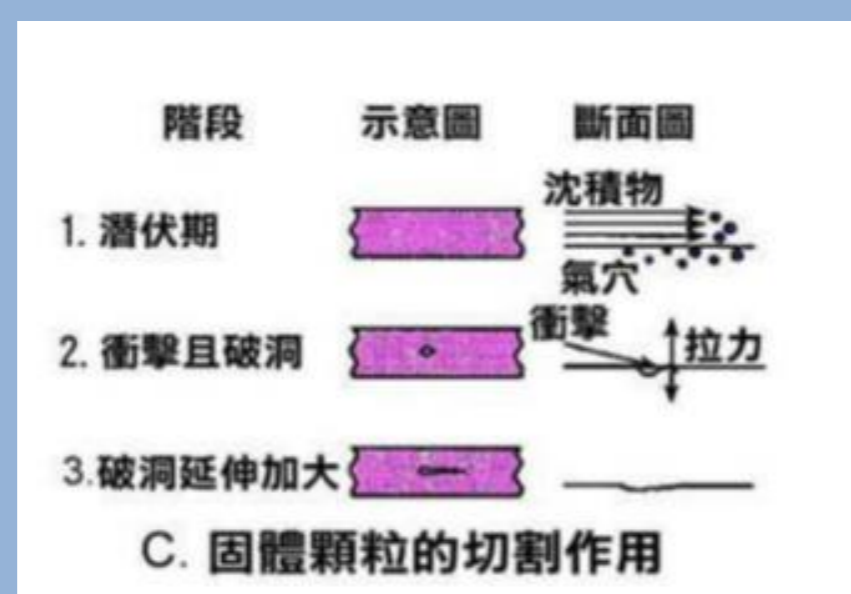 階段 示意圖 斷面圖
沈積物
1. 潛伏期
氣穴
衝擊
2. 衝擊且破洞
拉力
3.破洞延伸加大
C. 固體顆粒的切割作用